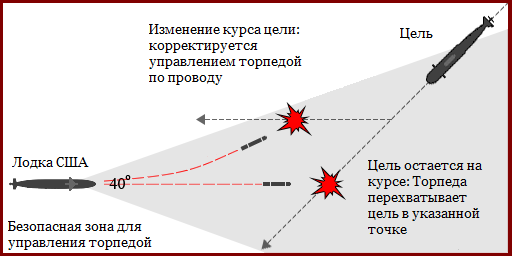 Изменение курса цели:
корректируется
управлением торпедой
по проводу
Цель
Лодка США
40°
Цель остается на
курсе: Торпеда
перехватывает
цель в указанной
точке
Безопасная зона для
управления торпедой